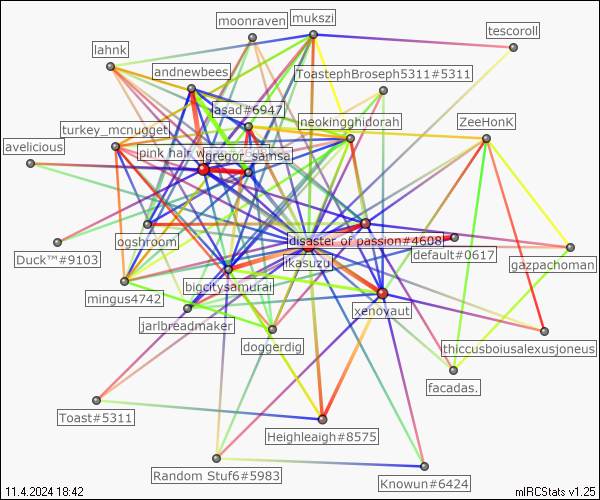 moonraven
mukszi
tescoroll
lahnk
andnewbees
ToastephBroseph5311#5311
asad#6947
neokingghidorah
ZeeHonK
turkey_mcnugget
avelicious
pink hair
gregor_samsa
ogshroom
disaster of passion#4608
default#0617
Duck™#9103
ikasuzu
gazpachoman
bigcitysamurai
mingus4742
xenovaut
jarlbreadmaker
doggerdig
thiccusboiusalexusjoneus
facadas.
Toast#5311
Heighleaigh#8575
Random Stuf6#5983
Knowun#6424
11.4.2024 18:42
mIRCStats v1.25